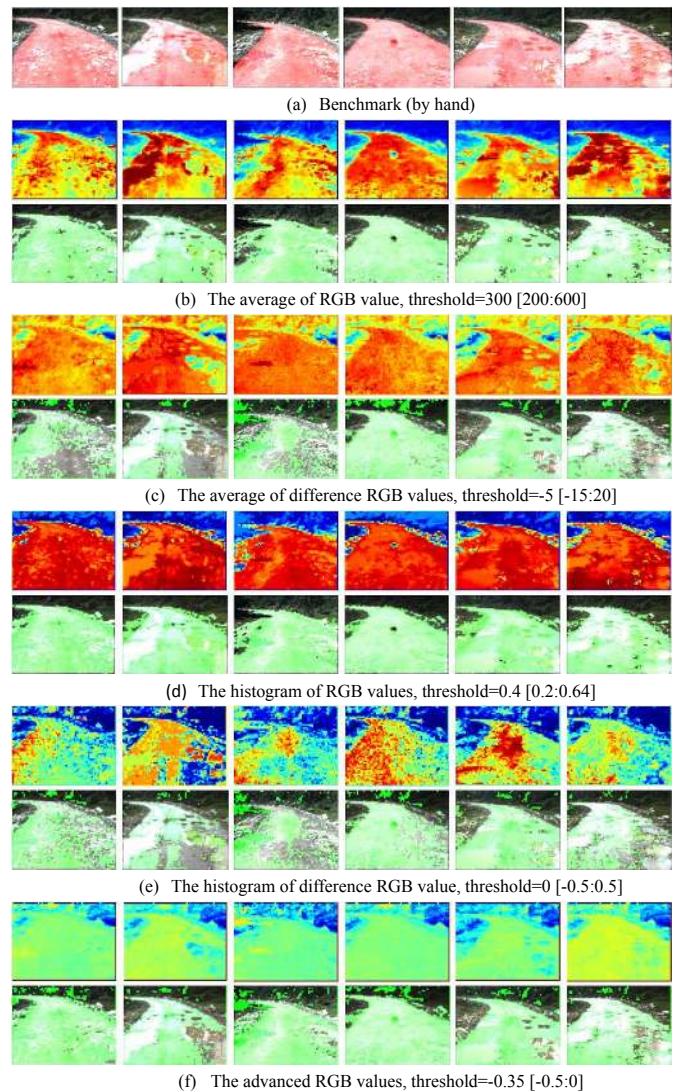 (a) Benchmark (by hand)
(b) The average of RGB value, threshold=300 [200:600]
(c) The average of difference RGB values, threshold=-5 [-15:20]
(d) The histogram of RGB values, threshold=0.4 [0.2:0.64]
(e) The histogram of difference RGB value, threshold=0 [-0.5:0.5]
(f) The advanced RGB values, threshold=-0.35 [-0.5:0]